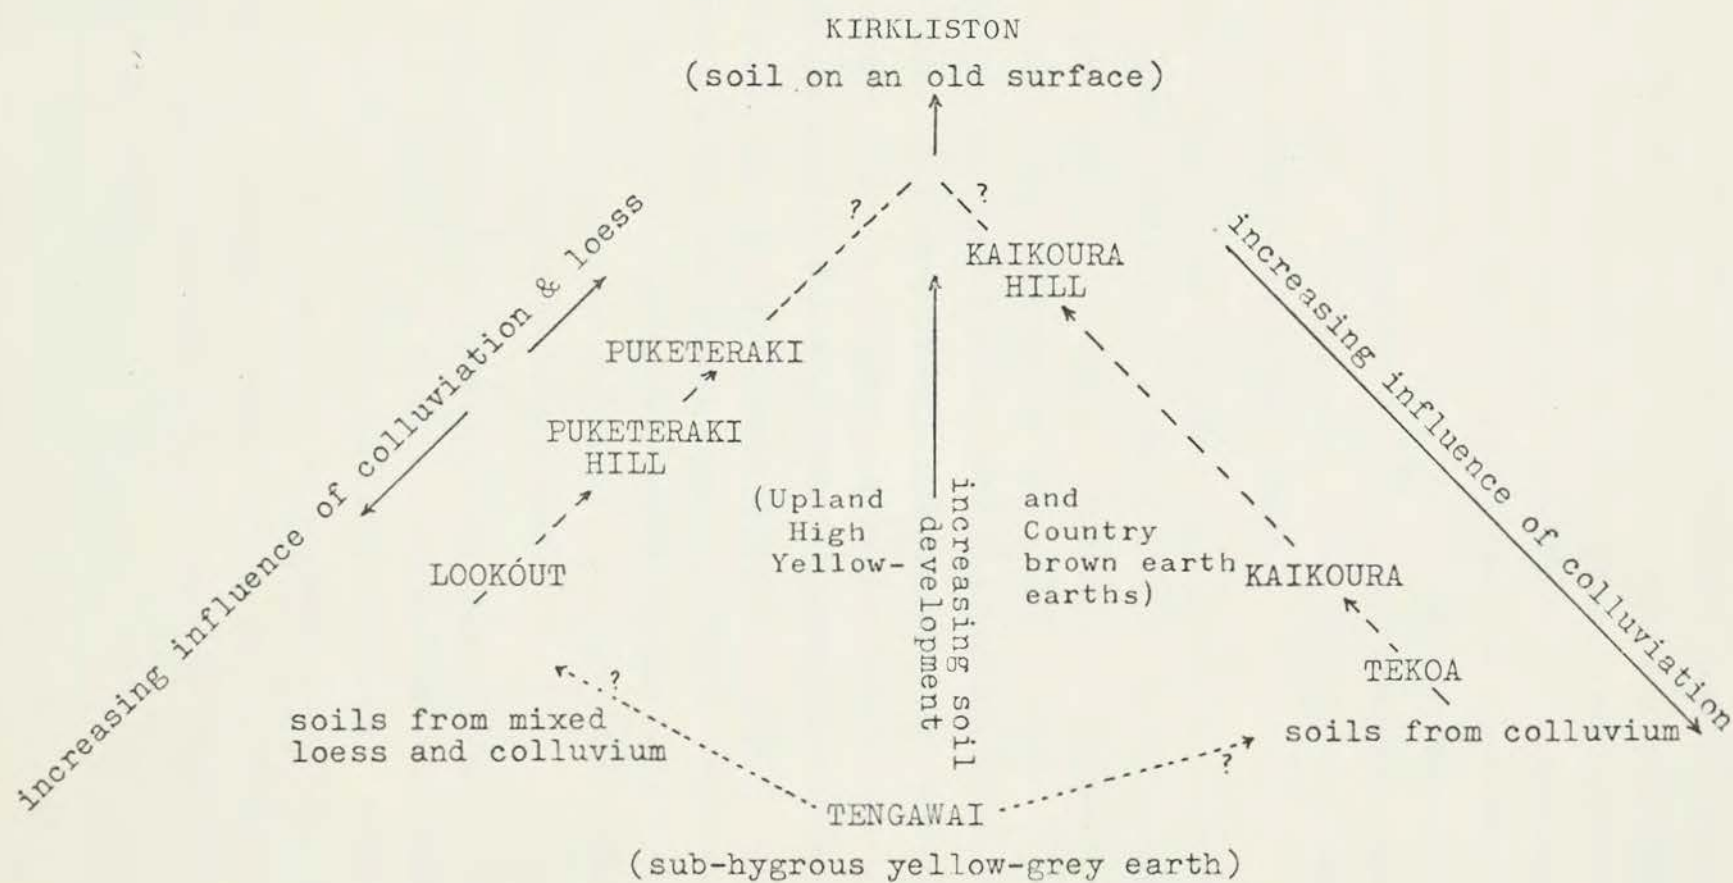 KIRKLISTON
(soil on an old surface)
?
?
KAIKOURA
HILL
increasing influence of colluviation & loess
increasing influence of colluviation
PUKETERAKI
PUKETERAKI
HILL
(Upland and
High Country
Yellow- brown earth
earths)
increasing soil
development
LOOKOUT
KAIKOURA
TEKOA
?
soils from mixed
loess and colluvium
soils from colluvium
?
TENGAWAI
(sub-hygrous yellow-grey earth)